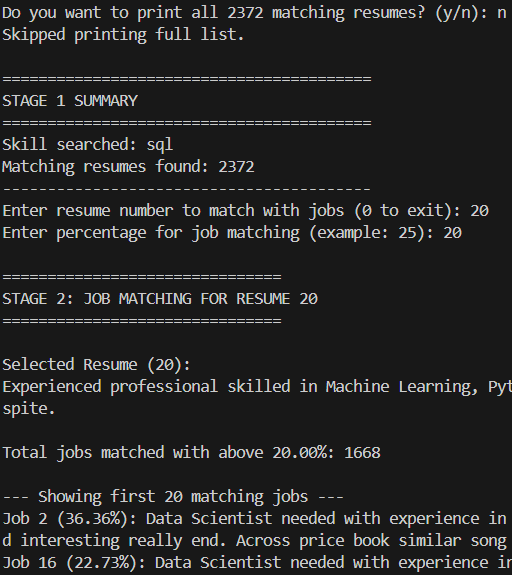 Do you want to print all 2372 matching resumes? (y/n): n
Skipped printing full list.
=========================================
STAGE 1 SUMMARY
=========================================
Skill searched: sql
Matching resumes found: 2372
-----------------------------------------
Enter resume number to match with jobs (0 to exit): 20
Enter percentage for job matching (example: 25): 20
===============================
STAGE 2: JOB MATCHING FOR RESUME 20
===============================
Selected Resume (20):
Experienced professional skilled in Machine Learning, Pyt
spite.
Total jobs matched with above 20.00%: 1668
--- Showing first 20 matching jobs ---
Job 2 (36.36%): Data Scientist needed with experience in
d interesting really end. Across price book similar song
Job 16 (22.73%): Data Scientist needed with experience in